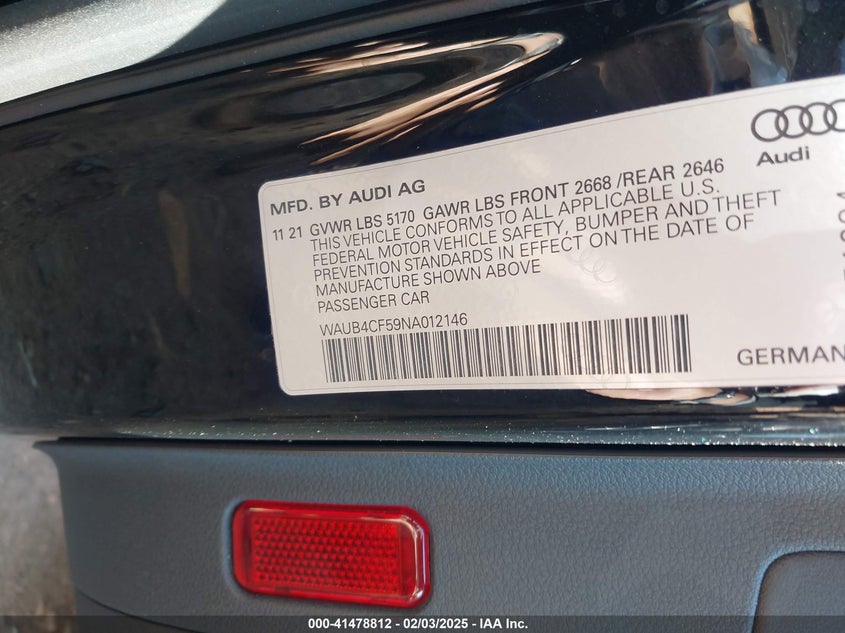 Audi
MFD. BY AUDI AG
11 21 GVWR LBS 5170 GAWR LBS FRONT 2668 /REAR 2646
THIS VEHICLE CONFORMS TO ALL APPLICABLE U.S.
FEDERAL MOTOR VEHICLE SAFETY, BUMPER AND THEFT
PREVENTION STANDARDS IN EFFECT ON THE DATE OF
MANUFACTURE SHOWN ABOVE
PASSENGER CAR
WAUB4CF59NA012146
GERMAN
000-41478812 - 02/03/2025 - IAA Inc.